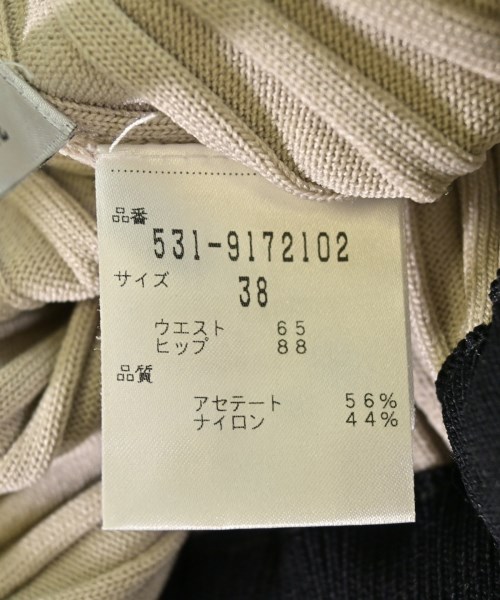 品番
531-9172102
サイズ
38
ウエスト 65
ヒップ 88
品質
アセテート 56%
ナイロン 44%